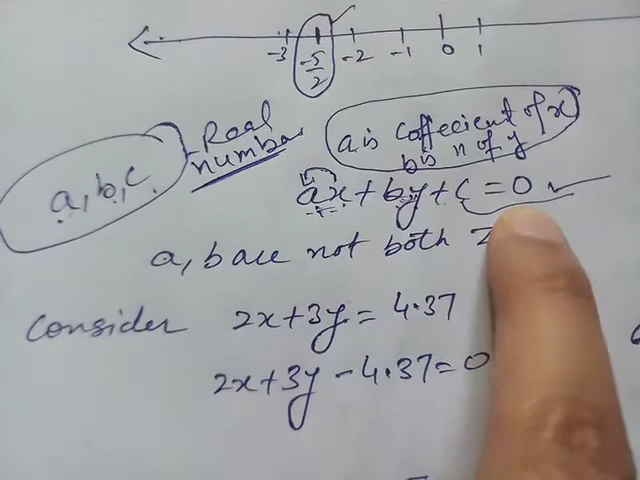 -3 -5/2 -2 -1 0 1
a, b, c
Real
number
a is coffecient of x
b is " of y
ax + by + c = 0
a, b are not both
Consider 2x + 3y = 4.37
2x + 3y - 4.37 = 0